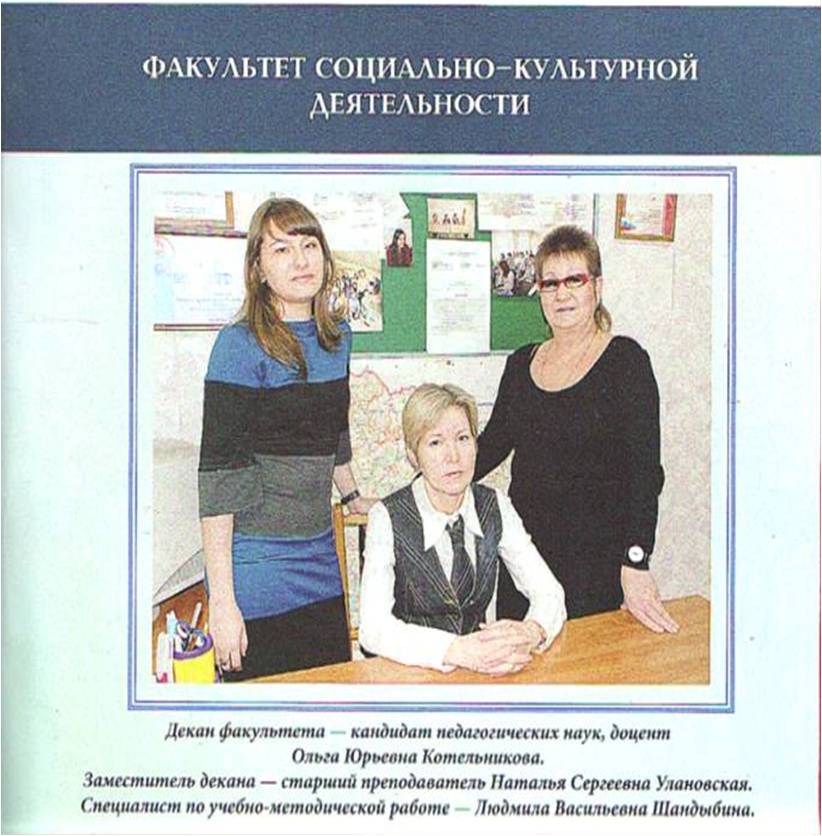 ФАКУЛЬТЕТ СОЦИАЛЬНО-КУЛЬТУРНОЙ
ДЕЯТЕЛЬНОСТИ
Декан факультета — кандидат педагогических наук, доцент
Ольга Юрьевна Котельникова.
Заместитель декана — старший преподаватель Наталья Сергеевна Улановская.
Специалист по учебно-методической работе — Людмила Васильевна Шандыбина.